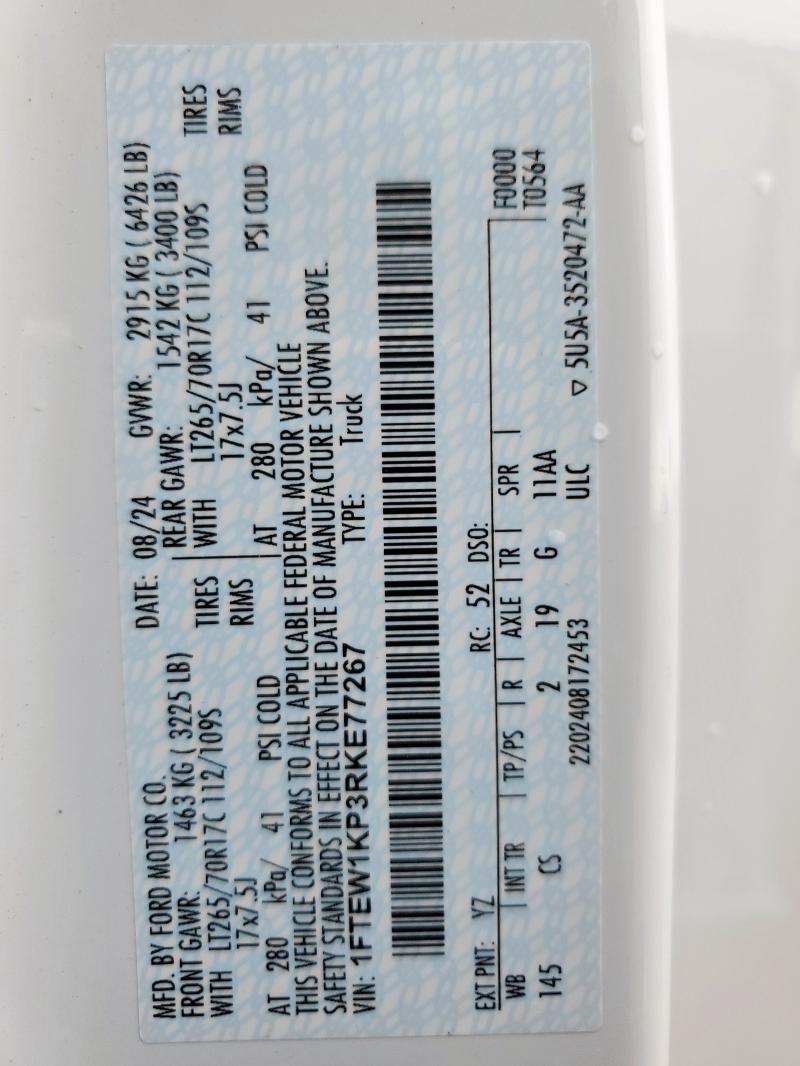 MFD. BY FORD MOTOR CO.
DATE: 08/24 GVWR: 2915 KG ( 6426 LB)
FRONT GAWR: 1463 KG ( 3225 LB) REAR GAWR: 1542 KG ( 3400 LB)
WITH LT265/70R17C 112/109S TIRES WITH LT265/70R17C 112/109S TIRES
17x7.5J RIMS 17x7.5J RIMS
AT 280 kPa/ 41 PSI COLD AT 280 kPa/ 41 PSI COLD
THIS VEHICLE CONFORMS TO ALL APPLICABLE FEDERAL MOTOR VEHICLE
SAFETY STANDARDS IN EFFECT ON THE DATE OF MANUFACTURE SHOWN ABOVE.
VIN: 1FTEW1KP3RKE77267 TYPE: Truck
EXT PNT: YZ RC: 52 DSO:
WB INT TR TP/PS R AXLE TR SPR F0000
145 CS 2 19 G 11AA T0564
2202408172453 ULC ▽ 5U5A-3520472-AA